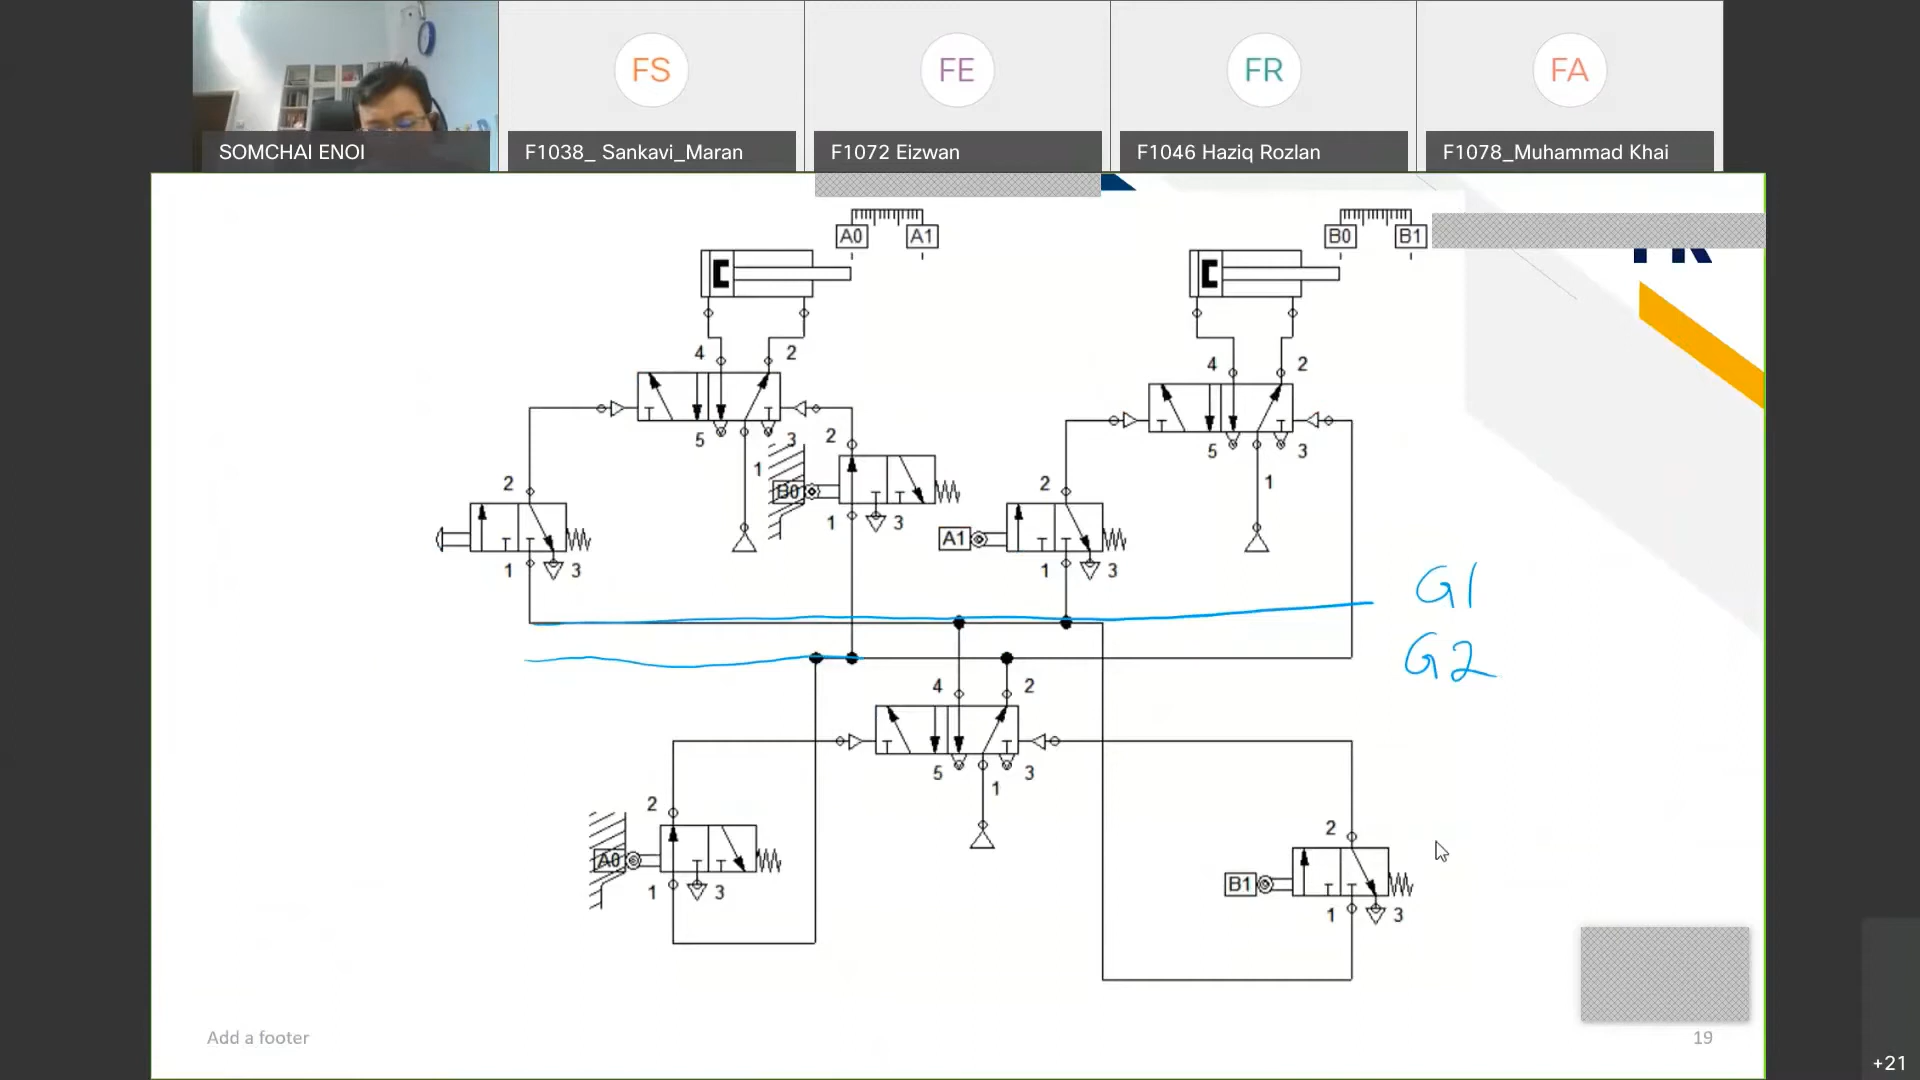 FS
FE
FR
FA
SOMCHAI ENOI
F1038_ Sankavi_Maran
F1072 Eizwan
F1046 Haziq Rozlan
F1078_Muhammad Khai
A0 A1
B0 B1
4 2
4 2
5 3
2
5 3
1
1
2
B0
1 3
2
A1
1 3
1 3
G1
G2
4 2
5 3
1
2
A0
1 3
2
B1
1 3
Add a footer
19
+21